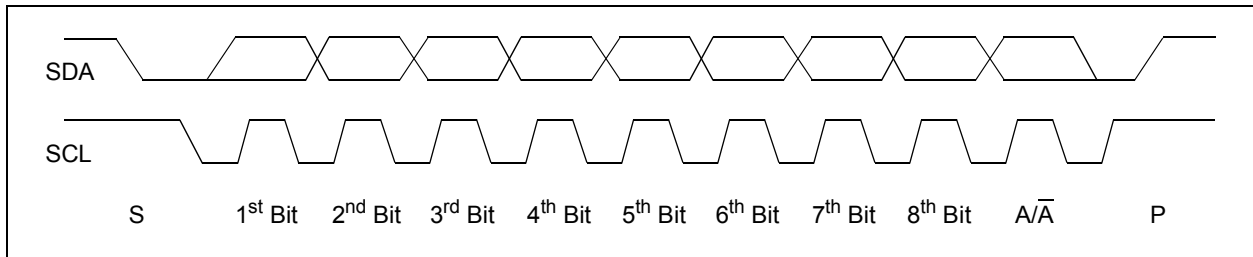 SDA
SCL
S 1st Bit 2nd Bit 3rd Bit 4th Bit 5th Bit 6th Bit 7th Bit 8th Bit A/A̅ P